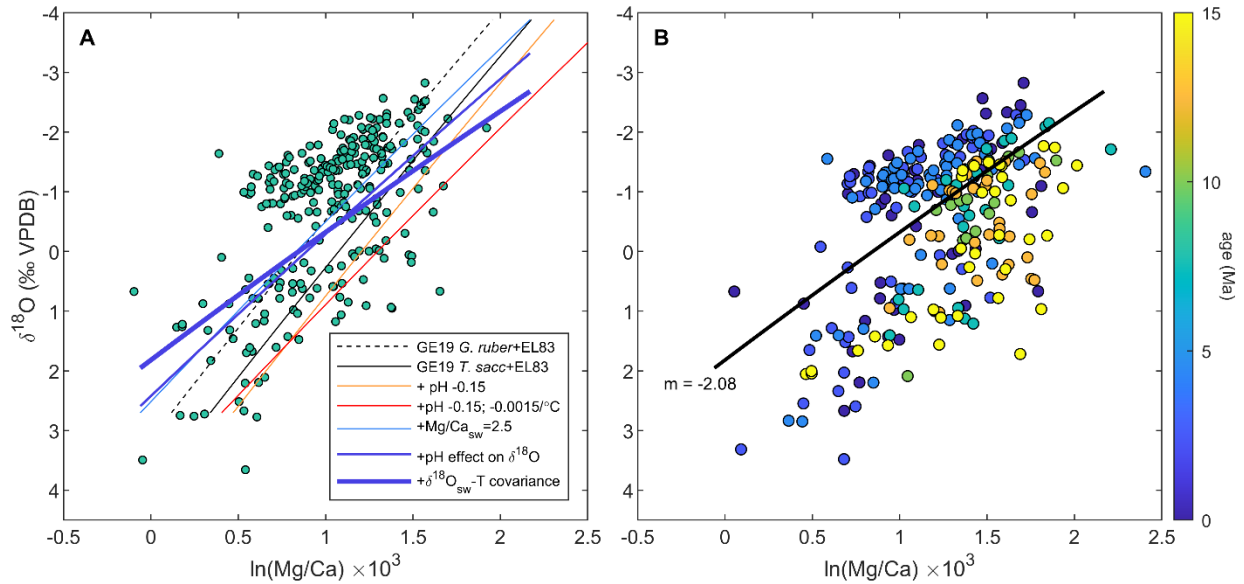 A
B
-4
-3
-2
-1
0
1
2
3
4
δ¹⁸O (‰ VPDB)
-0.5
0
0.5
1
1.5
2
2.5
ln(Mg/Ca) ×10³
GE19 G. ruber+EL83
GE19 T. sacc+EL83
+ pH -0.15
+pH -0.15; -0.0015/°C
+Mg/Ca_sw=2.5
+pH effect on δ¹⁸O
+δ¹⁸O_sw-T covariance
-4
-3
-2
-1
0
1
2
3
4
m = -2.08
-0.5
0
0.5
1
1.5
2
2.5
ln(Mg/Ca) ×10³
15
10
5
0
age (Ma)